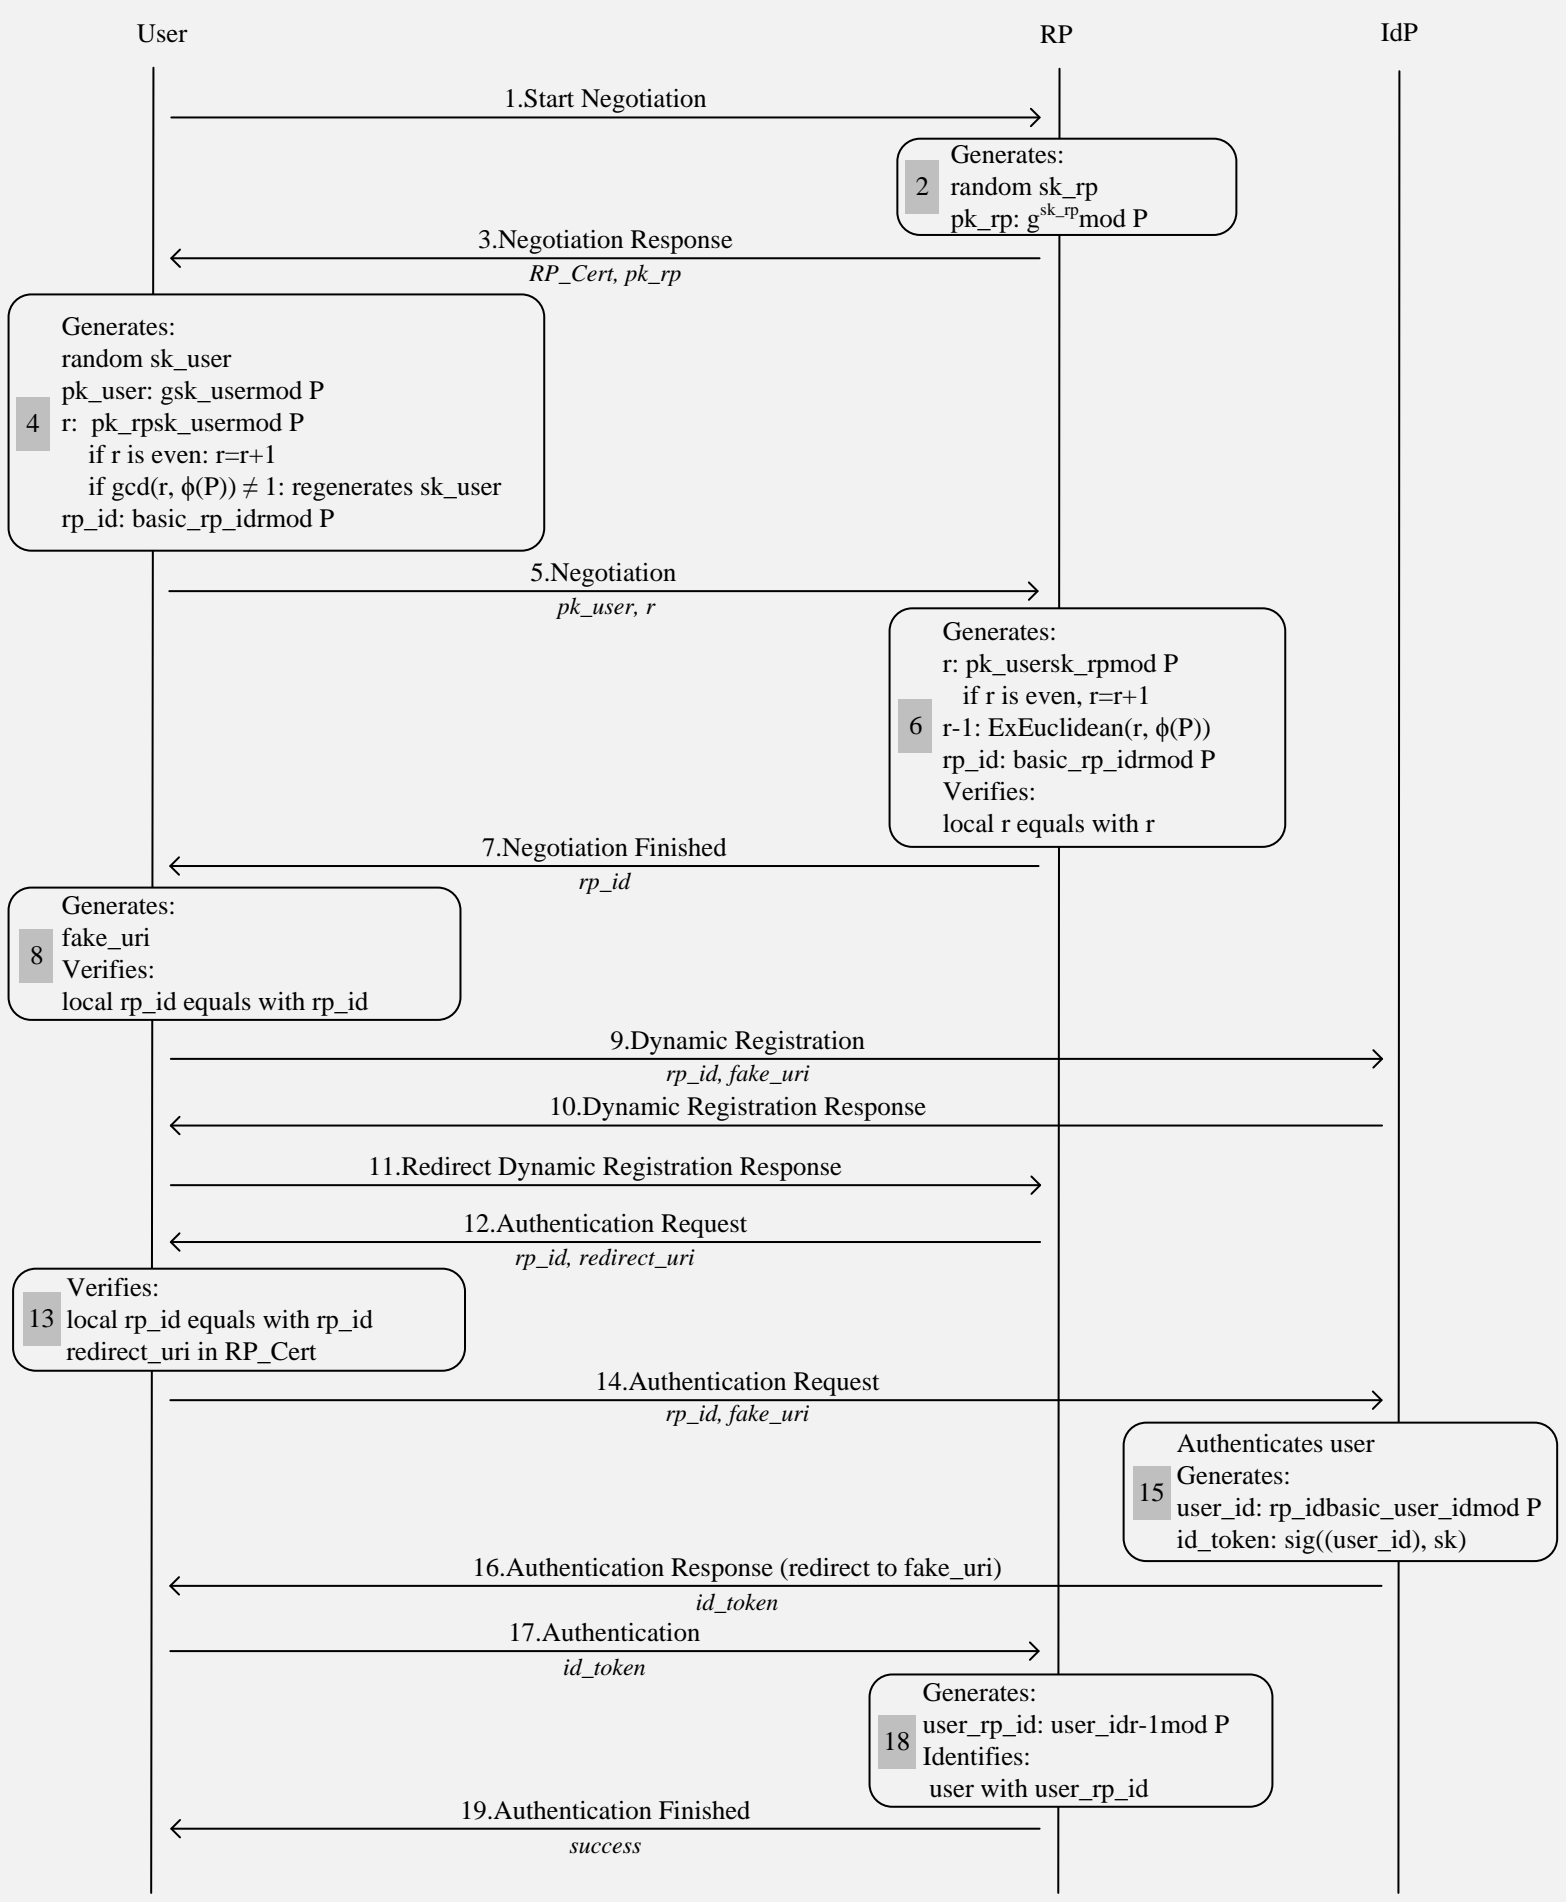 User
RP
IdP
1.Start Negotiation
2
Generates:
random sk_rp
pk_rp: g^sk_rp mod P
3.Negotiation Response
RP_Cert, pk_rp
4
Generates:
random sk_user
pk_user: gsk_usermod P
r: pk_rpsk_usermod P
if r is even: r=r+1
if gcd(r, ϕ(P)) ≠ 1: regenerates sk_user
rp_id: basic_rp_idrmod P
5.Negotiation
pk_user, r
6
Generates:
r: pk_usersk_rpmod P
if r is even, r=r+1
r-1: ExEuclidean(r, ϕ(P))
rp_id: basic_rp_idrmod P
Verifies:
local r equals with r
7.Negotiation Finished
rp_id
8
Generates:
fake_uri
Verifies:
local rp_id equals with rp_id
9.Dynamic Registration
rp_id, fake_uri
10.Dynamic Registration Response
11.Redirect Dynamic Registration Response
12.Authentication Request
rp_id, redirect_uri
13
Verifies:
local rp_id equals with rp_id
redirect_uri in RP_Cert
14.Authentication Request
rp_id, fake_uri
15
Authenticates user
Generates:
user_id: rp_idbasic_user_idmod P
id_token: sig((user_id), sk)
16.Authentication Response (redirect to fake_uri)
id_token
17.Authentication
id_token
18
Generates:
user_rp_id: user_idr-1mod P
Identifies:
user with user_rp_id
19.Authentication Finished
success